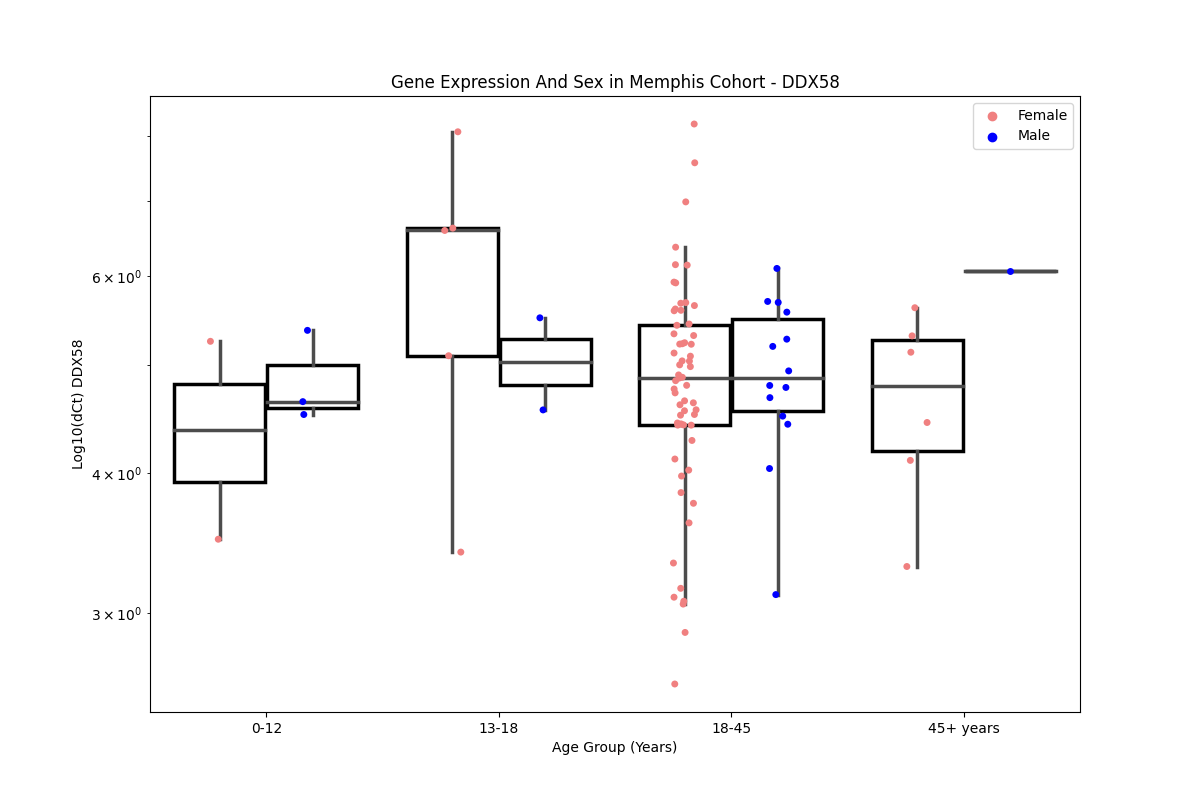 Gene Expression And Sex in Memphis Cohort - DDX58
Female
Male
Log10(dCt) DDX58
6 × 10⁰
4 × 10⁰
3 × 10⁰
0-12
13-18
18-45
45+ years
Age Group (Years)